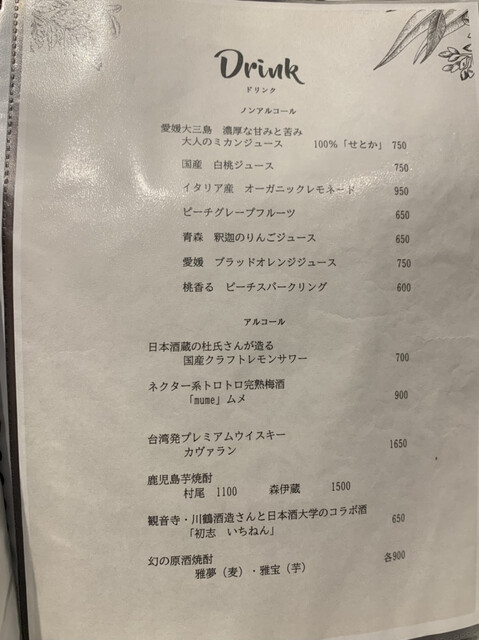 Drink
ドリンク
ノンアルコール
愛媛大三島　濃厚な甘みと苦み
大人のミカンジュース　100%「せとか」 750
国産　白桃ジュース　750
イタリア産　オーガニックレモネード　950
ピーチグレープフルーツ　650
青森　釈迦のりんごジュース　650
愛媛　ブラッドオレンジジュース　750
桃香る　ピーチスパークリング　600
アルコール
日本酒蔵の杜氏さんが造る
国産クラフトレモンサワー　700
ネクター系トロトロ完熟梅酒
「mume」ムメ　900
台湾発プレミアムウイスキー
カヴァラン　1650
鹿児島芋焼酎
村尾　1100　森伊蔵　1500
観音寺・川鶴酒造さんと日本酒大学のコラボ酒
「初志　いちねん」　650
幻の原酒焼酎
雅夢（麦）・雅宝（芋）　各900